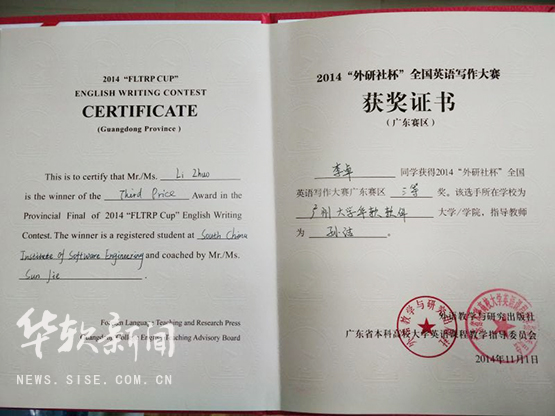 2014 “FLTRP CUP”
ENGLISH WRITING CONTEST
CERTIFICATE
(Guangdong Province )
This is to certify that Mr./Ms. Li Zhuo
is the winner of the Third Price Award in the
Provincial Final of 2014 “FLTRP Cup” English Writing
Contest. The winner is a registered student at South China
Institute of Software Engineering and coached by Mr./Ms.
Sun Jie.
Foreign Language Teaching and Research Press
Guangdong College English Teaching Advisory Board
华软新闻
NEWS.SISE.COM.CN
2014 “外研社杯” 全国英语写作大赛
获奖证书
（广东赛区）
李卓 同学获得2014 “外研社杯” 全国
英语写作大赛广东赛区 三等 奖。该选手所在学校为
广州大学华软软件 大学/学院，指导教师
为 孙洁 。
外语教学与研究出版社
广东省本科高校大学英语课程教学指导委员会
2014年11月1日